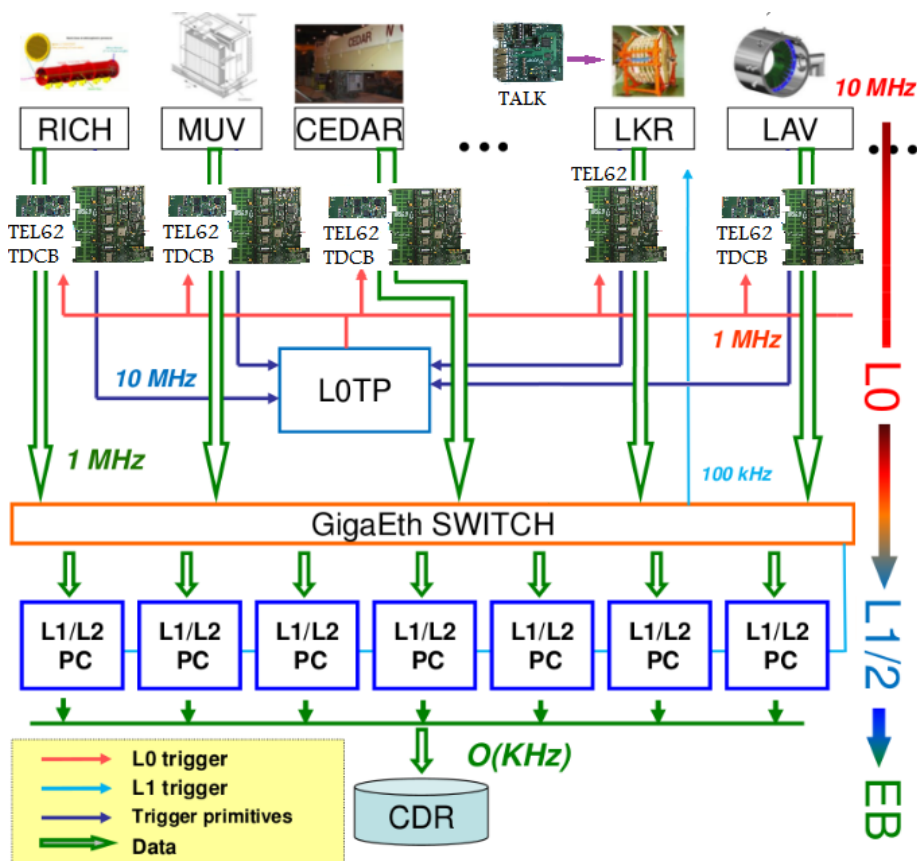 TALK
10 MHz
RICH
MUV
CEDAR
LKR
LAV
TEL62
TEL62
TDCB
TEL62
TDCB
TEL62
TDCB
TEL62
TDCB
1 MHz
L0TP
10 MHz
L0
1 MHz
100 kHz
GigaEth SWITCH
L1/L2
PC
L1/L2
PC
L1/L2
PC
L1/L2
PC
L1/L2
PC
L1/L2
PC
L1/L2
PC
L1/2
O(KHz)
L0 trigger
L1 trigger
Trigger primitives
Data
CDR
EB